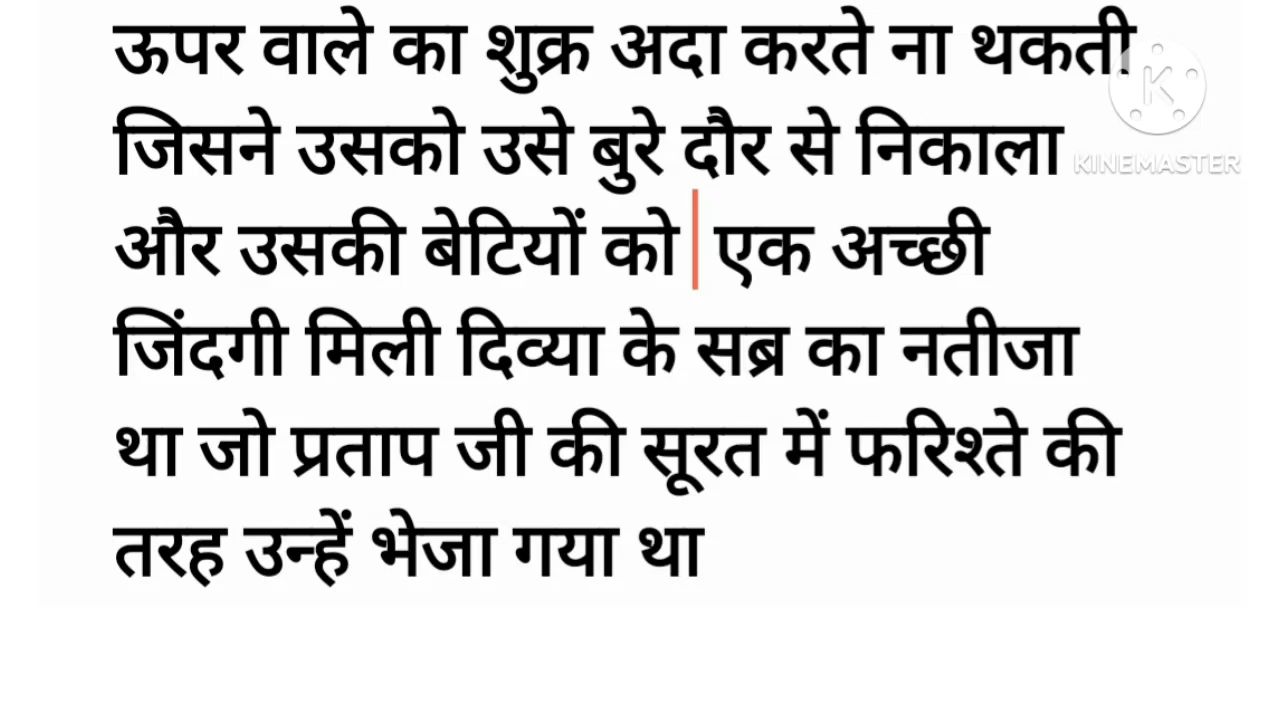 ऊपर वाले का शुक्र अदा करते ना थकती
जिसने उसको उसे बुरे दौर से निकाला
और उसकी बेटियों को एक अच्छी
जिंदगी मिली दिव्या के सब्र का नतीजा
था जो प्रताप जी की सूरत में फरिश्ते की
तरह उन्हें भेजा गया था
K
KINEMASTER